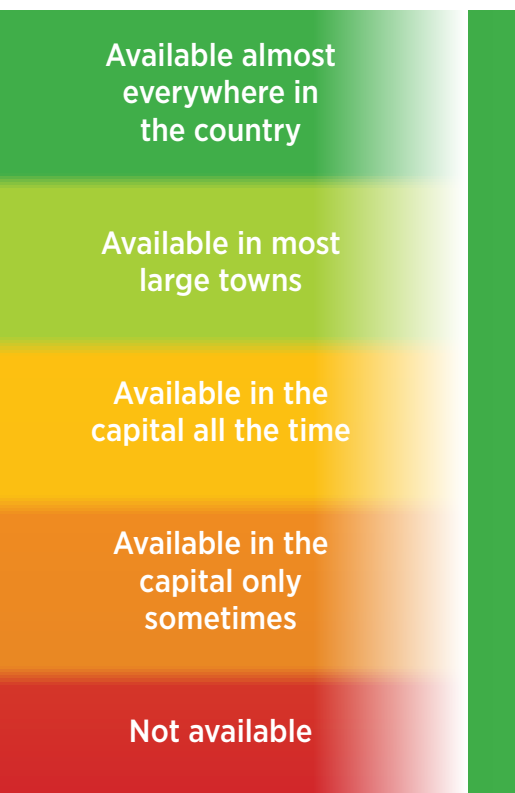 Available almost
everywhere in
the country
Available in most
large towns
Available in the
capital all the time
Available in the
capital only
sometimes
Not available